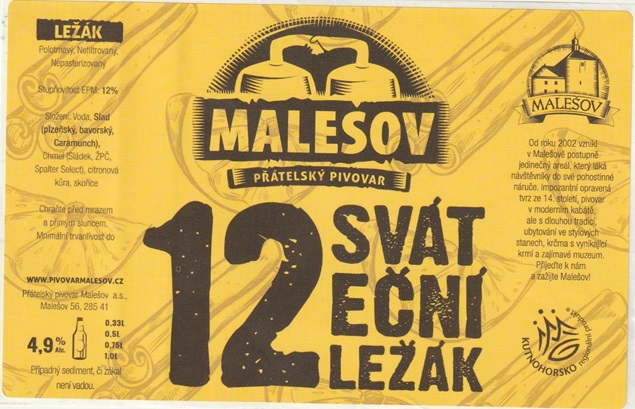 LEŽÁK
Polotmavý, Nefiltrovaný,
Nepasterizovaný
Stupňovitost EPM: 12%
Složení: Voda, Slad
(plzeňský, bavorský,
Caramunch),
Chmel (Sládek, ŽPČ,
Spalter Select), citronová
kůra, skořice
Chraňte před mrazem
a přímým sluncem.
Minimální trvanlivost do
WWW.PIVOVARMALESOV.CZ
Přátelský pivovar Malešov a.s.,
Malešov 56, 285 41
4,9 % Alc.
0,33L
0,5L
0,75L
1,0L
Případný sediment, či zákal
není vadou.
MALESOV
PŘÁTELSKÝ PIVOVAR
12
SVÁT
EČNÍ
LEŽÁK
MALEŠOV
Od roku 2002 vzniká
v Malešově postupně
jedinečný areál, který láká
návštěvníky do své pohostinné
náruče. Impozantní opravená
tvrz ze 14. století, pivovar
v moderním kabátě,
ale s dlouhou tradicí,
ubytování ve stylových
stanech, krčma s vynikající
krmí a zajímavé muzeum.
Přijeďte k nám
a zažijte Malešov!
KUTNOHORSKO
regionální produkt